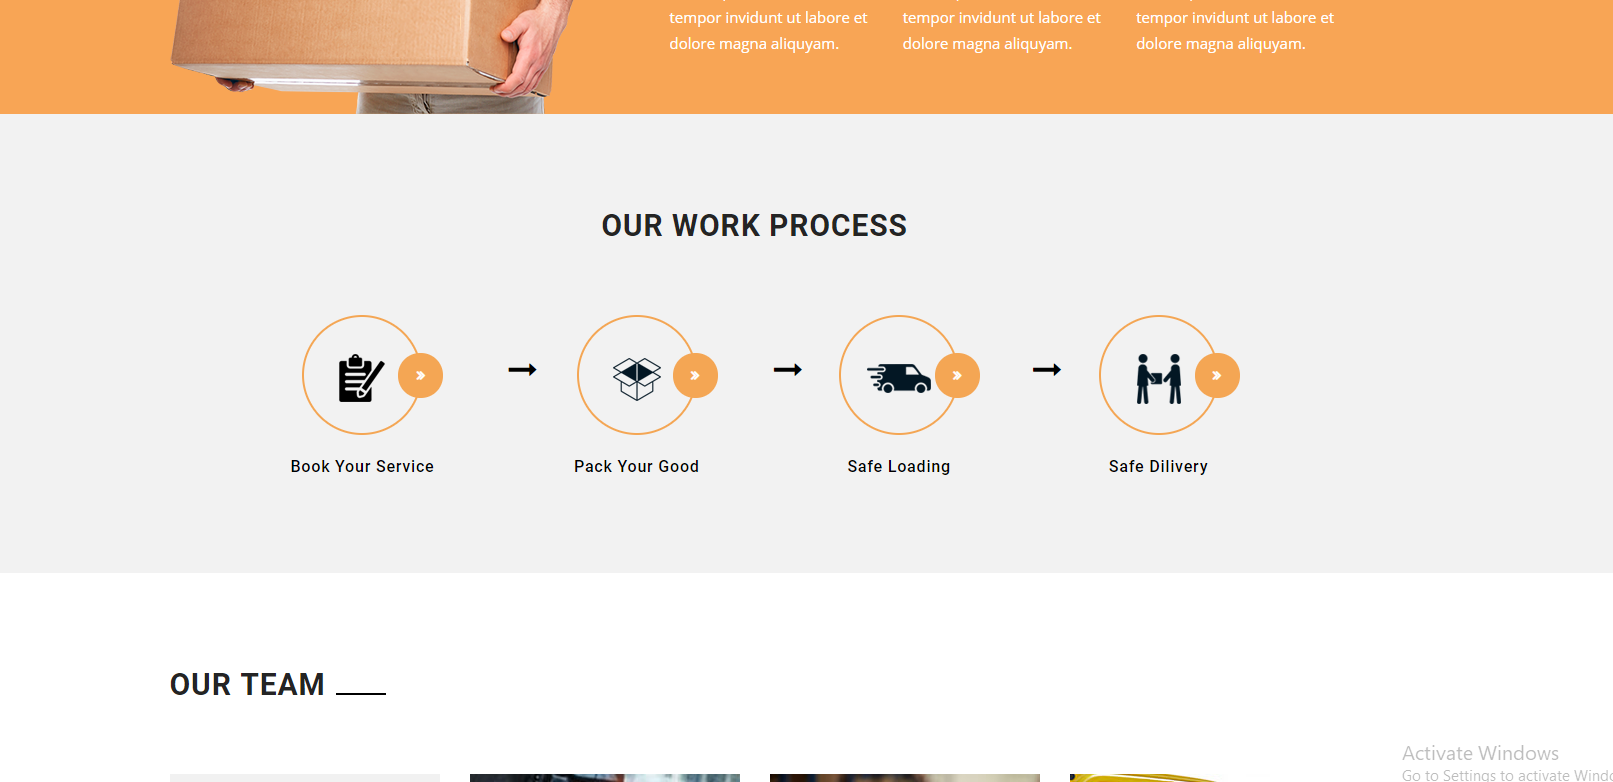 tempor invidunt ut labore et
dolore magna aliquyam.
tempor invidunt ut labore et
dolore magna aliquyam.
tempor invidunt ut labore et
dolore magna aliquyam.
OUR WORK PROCESS
Book Your Service
Pack Your Good
Safe Loading
Safe Dilivery
OUR TEAM
Activate Windows
Go to Settings to activate